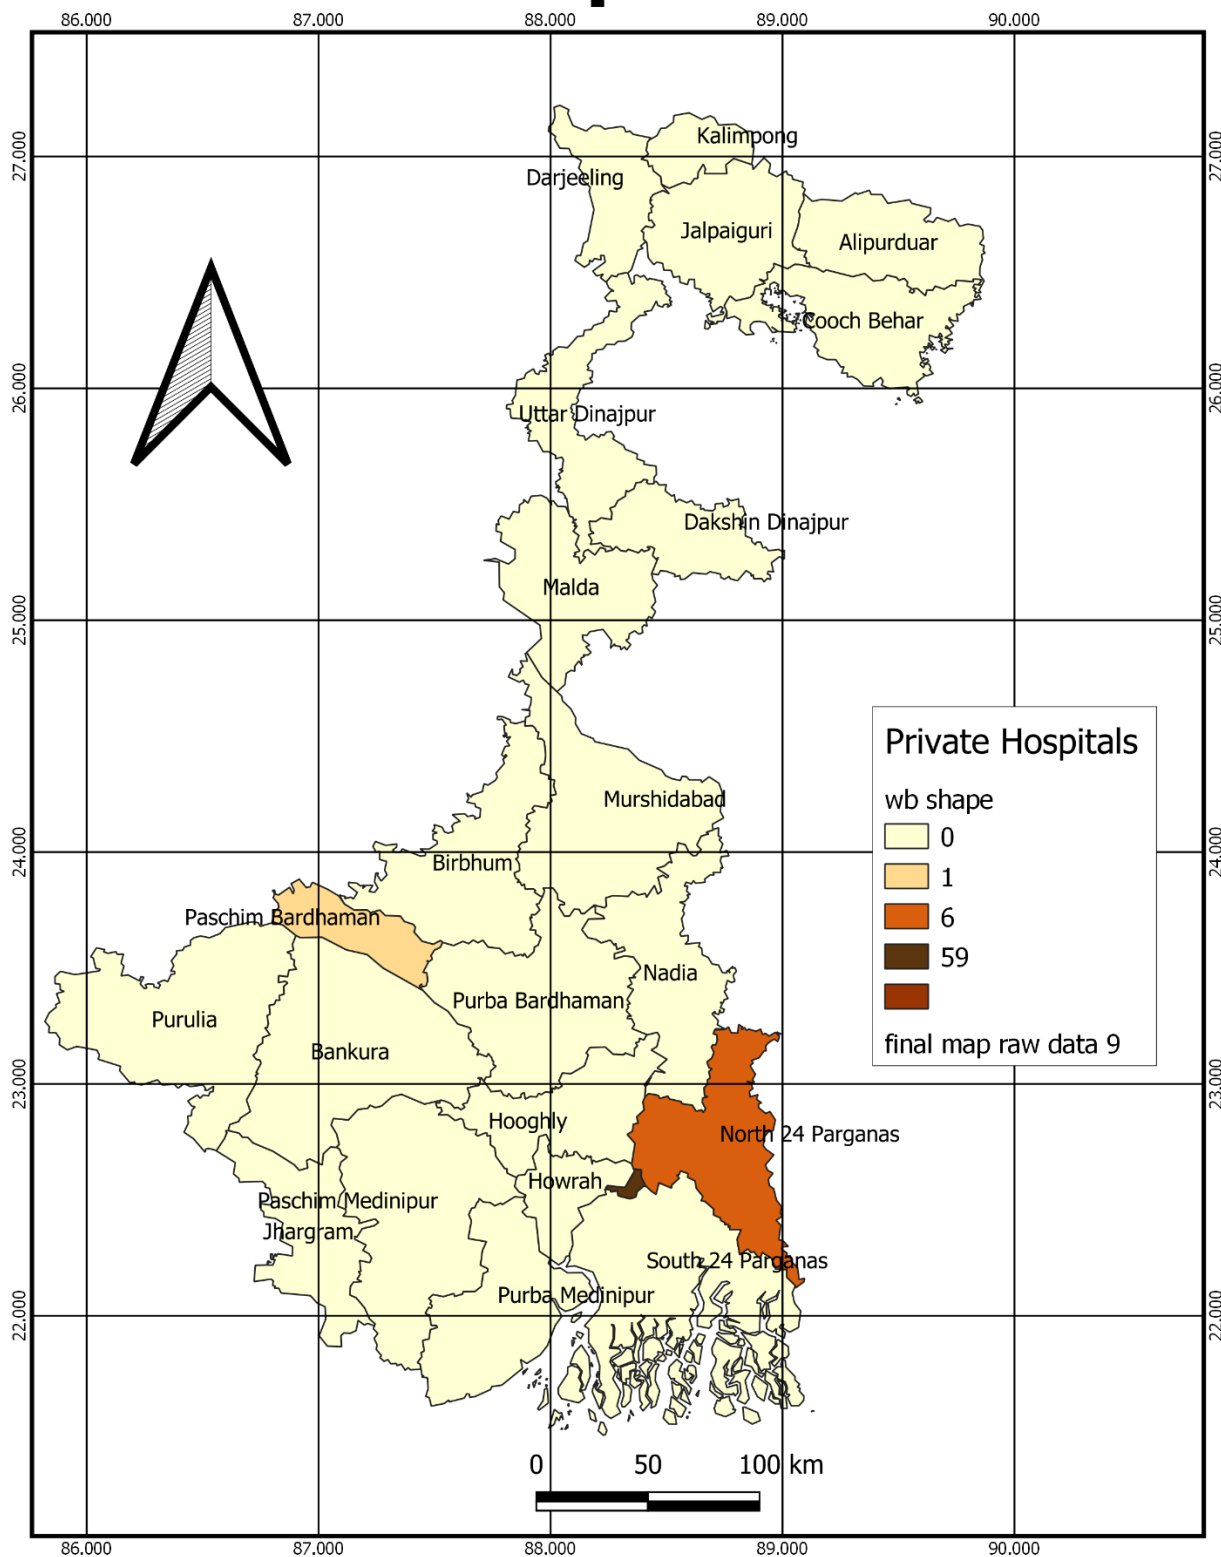 86.000 87.000 88.000 89.000 90.000
27.000 27.000
Kalimpong
Darjeeling
Jalpaiguri
Alipurduar
Cooch Behar
26.000 26.000
Uttar Dinajpur
Dakshin Dinajpur
Malda
25.000 25.000
Private Hospitals
wb shape
0
1
6
59
final map raw data 9
Murshidabad
24.000 24.000
Birbhum
Paschim Bardhaman
Nadia
Purba Bardhaman
Purulia
Bankura
23.000 23.000
Hooghly
North 24 Parganas
Howrah
Paschim Medinipur
Jhargram
South 24 Parganas
Purba Medinipur
22.000 22.000
0 50 100 km
86.000 87.000 88.000 89.000 90.000